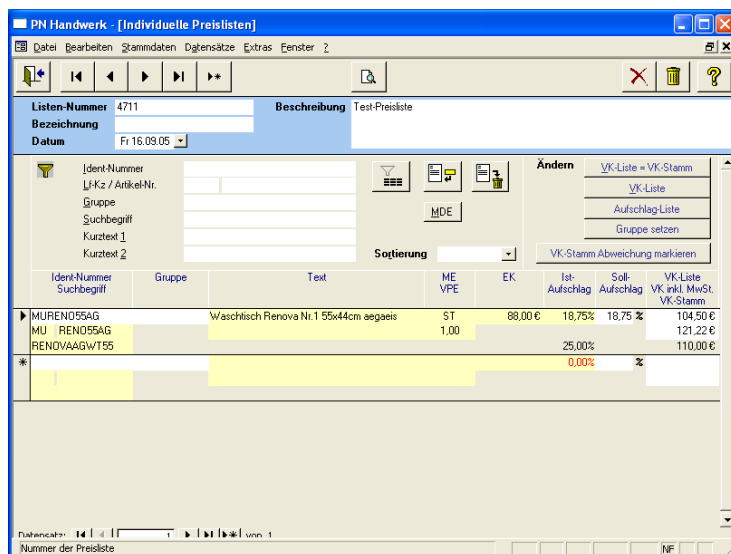 PN Handwerk - [Individuelle Preislisten]
Datei Bearbeiten Stammdaten Datensätze Extras Fenster ?
Listen-Nummer 4711 Beschreibung Test-Preisliste
Bezeichnung
Datum Fr 16.09.05
Ident-Nummer Ändern VK-Liste = VK-Stamm
Lf-Kz / Artikel-Nr. VK-Liste
Gruppe MDE Aufschlag-Liste
Suchbegriff Gruppe setzen
Kurztext 1
Kurztext 2 Sortierung VK-Stamm Abweichung markieren
Ident-Nummer Gruppe Text ME EK Ist- Soll- VK-Liste
Suchbegriff VPE Aufschlag Aufschlag VK inkl. MwSt.
VK-Stamm
MURENO55AG Waschtisch Renova Nr.1 55x44cm aegaeis ST 88,00 € 18,75% 18,75 % 104,50 €
MU RENO55AG 1,00 121,22 €
RENOVAAGWT55 25,00% 110,00 €
* 0,00% %
Datensatz: 1 von 1
Nummer der Preisliste NF